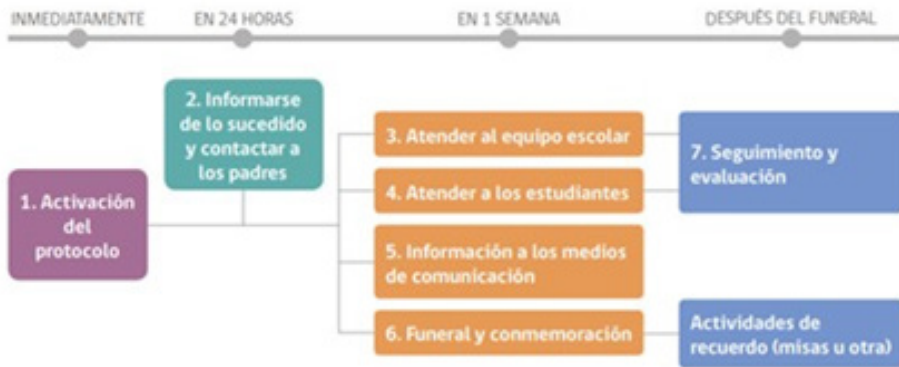 INMEDIATAMENTE
EN 24 HORAS
EN 1 SEMANA
DESPUÉS DEL FUNERAL
1. Activación
del
protocolo
2. Informarse
de lo sucedido
y contactar a
los padres
3. Atender al equipo escolar
4. Atender a los estudiantes
5. Información a los medios
de comunicación
6. Funeral y conmemoración
7. Seguimiento y
evaluación
Actividades de
recuerdo (misas u otra)